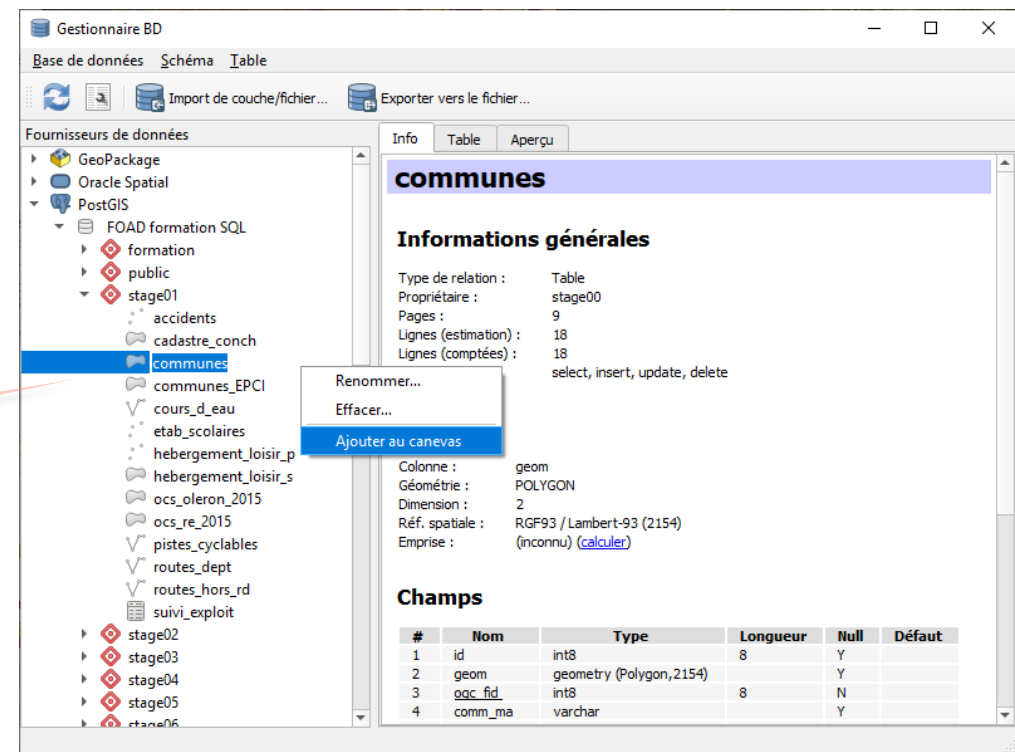 Gestionnaire BD
Base de données Schéma Table
Import de couche/fichier... Exporter vers le fichier...
Fournisseurs de données
GeoPackage
Oracle Spatial
PostGIS
FOAD formation SQL
formation
public
stage01
accidents
cadastre_conch
communes
communes_EPCI
cours_d_eau
etab_scolaires
hebergement_loisir_p
hebergement_loisir_s
ocs_oleron_2015
ocs_re_2015
pistes_cyclables
routes_dept
routes_hors_rd
suivi_exploit
stage02
stage03
stage04
stage05
stage06
Renommer...
Effacer...
Ajouter au canevas
Info Table Aperçu
communes
Informations générales
Type de relation : Table
Propriétaire : stage00
Pages : 9
Lignes (estimation) : 18
Lignes (comptées) : 18
select, insert, update, delete
Colonne : geom
Géométrie : POLYGON
Dimension : 2
Réf. spatiale : RGF93 / Lambert-93 (2154)
Emprise : (inconnu) (calculer)
Champs
# Nom Type Longueur Null Défaut
1 id int8 8 Y
2 geom geometry (Polygon,2154) Y
3 ogc_fid int8 8 N
4 comm_ma varchar Y